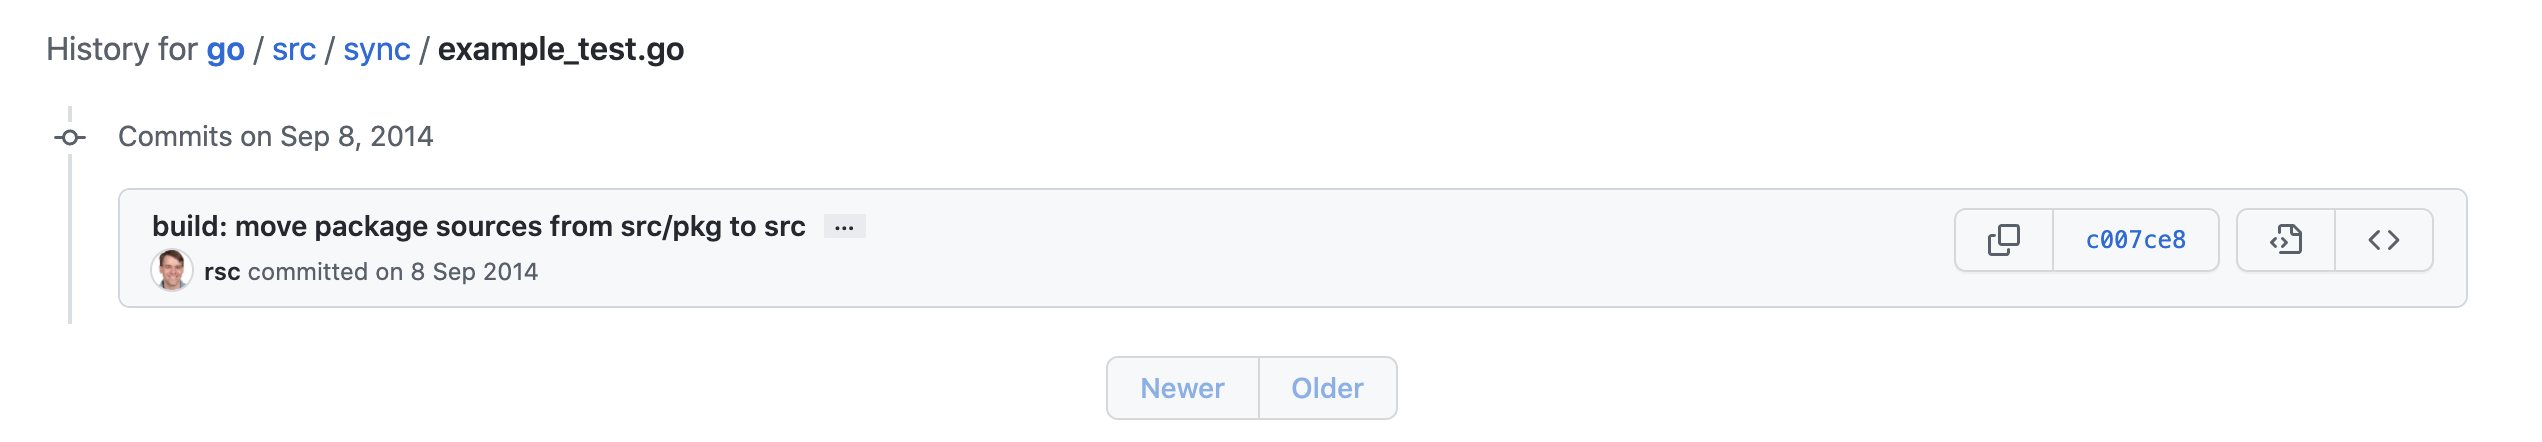 History for go / src / sync / example_test.go
Commits on Sep 8, 2014
build: move package sources from src/pkg to src ...
rsc committed on 8 Sep 2014
c007ce8
Newer Older